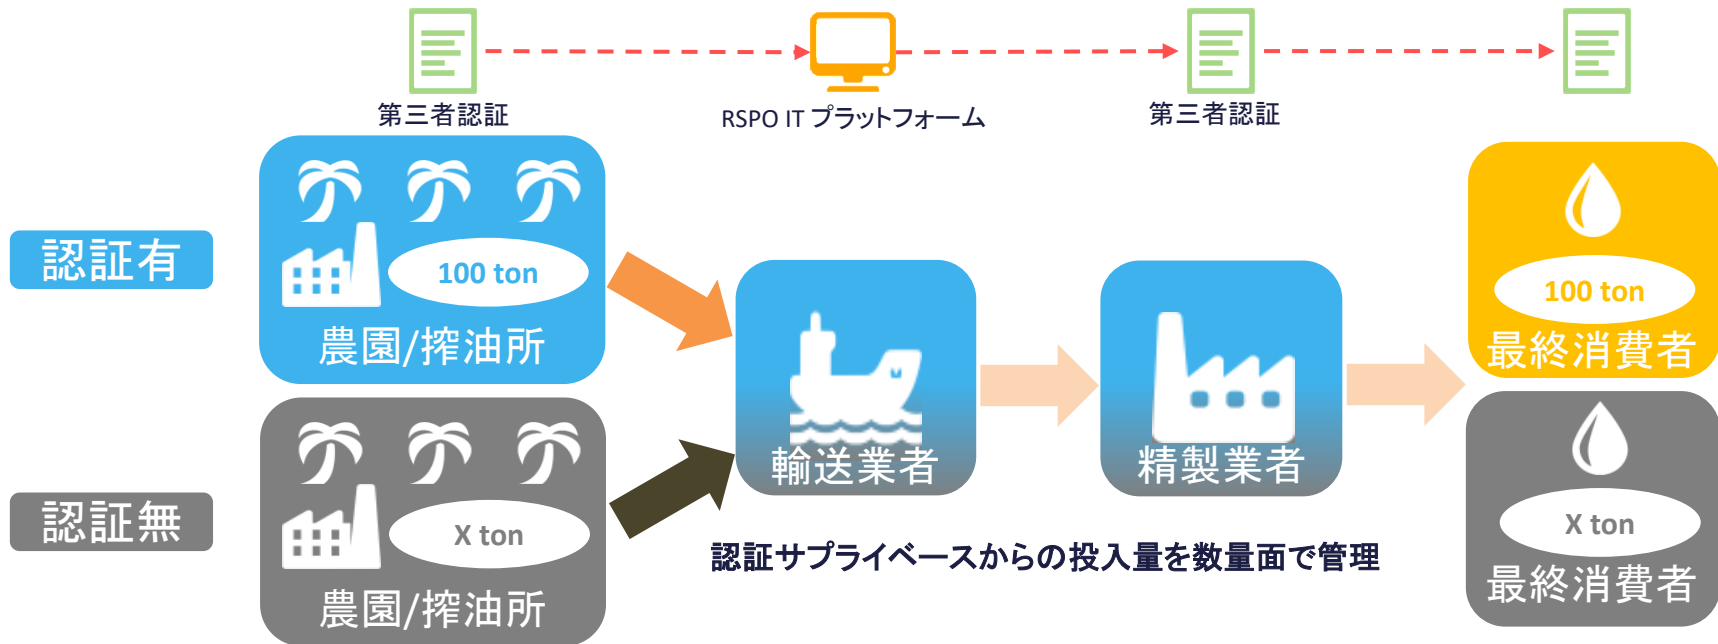 第三者認証
RSPO IT プラットフォーム
第三者認証
認証有
100 ton
農園/搾油所
輸送業者
精製業者
100 ton
最終消費者
認証無
X ton
農園/搾油所
認証サプライベースからの投入量を数量面で管理
X ton
最終消費者